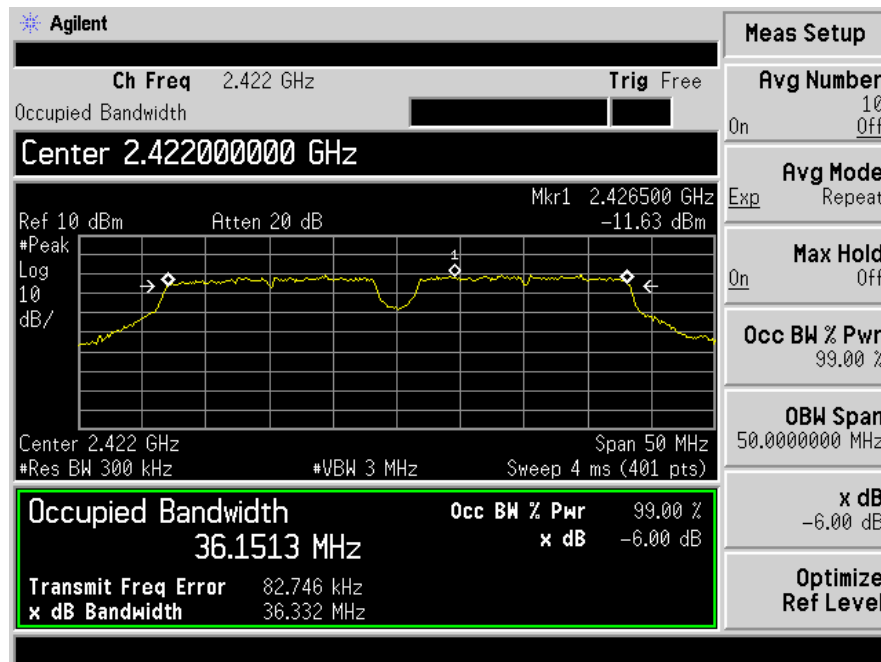 Agilent
Ch Freq 2.422 GHz Trig Free
Occupied Bandwidth
Center 2.422000000 GHz
Mkr1 2.426500 GHz
Ref 10 dBm Atten 20 dB -11.63 dBm
#Peak
Log
10
dB/
1
Center 2.422 GHz Span 50 MHz
#Res BW 300 kHz #VBW 3 MHz Sweep 4 ms (401 pts)
Occupied Bandwidth Occ BW % Pwr 99.00 %
36.1513 MHz x dB -6.00 dB
Transmit Freq Error 82.746 kHz
x dB Bandwidth 36.332 MHz
Meas Setup
Avg Number
10
On Off
Avg Mode
Exp Repeat
Max Hold
On Off
Occ BW % Pwr
99.00 %
OBW Span
50.0000000 MHz
x dB
-6.00 dB
Optimize
Ref Level